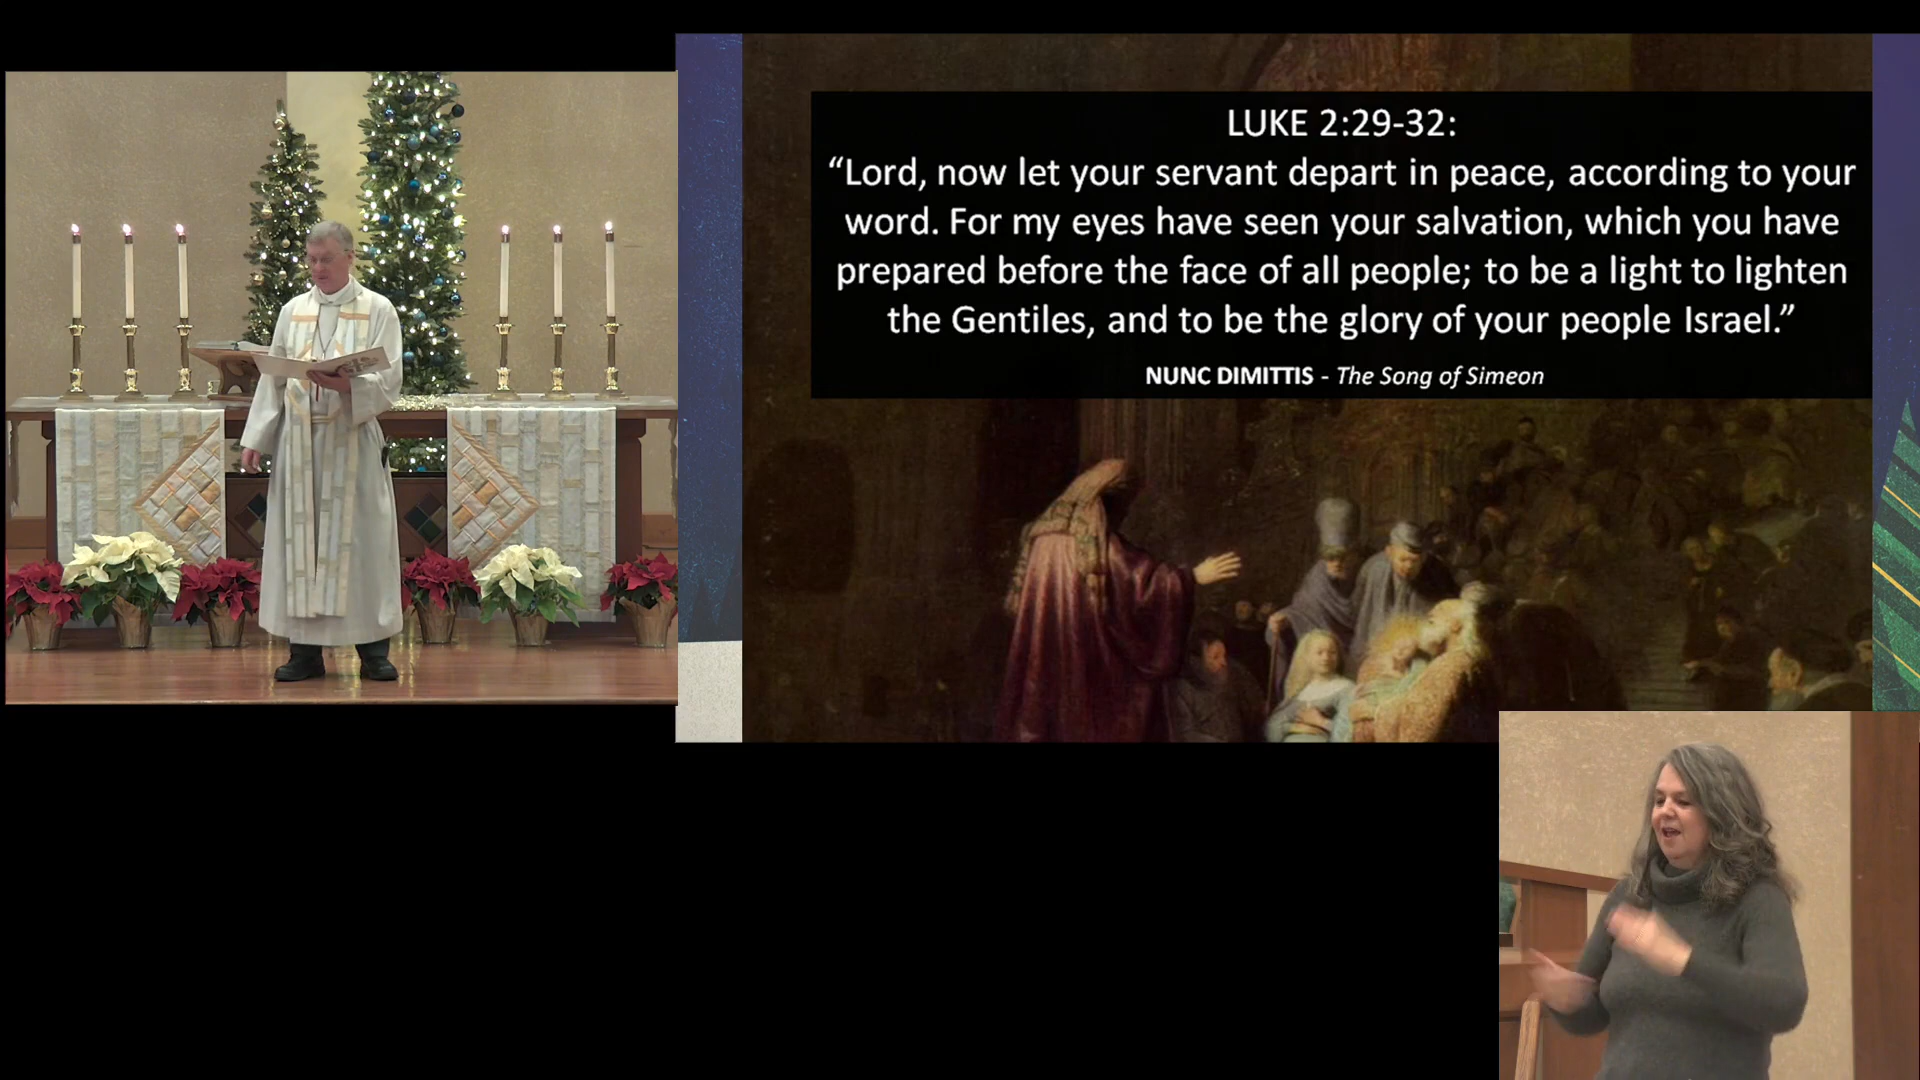 LUKE 2:29-32:
“Lord, now let your servant depart in peace, according to your
word. For my eyes have seen your salvation, which you have
prepared before the face of all people; to be a light to lighten
the Gentiles, and to be the glory of your people Israel.”
NUNC DIMITTIS - The Song of Simeon